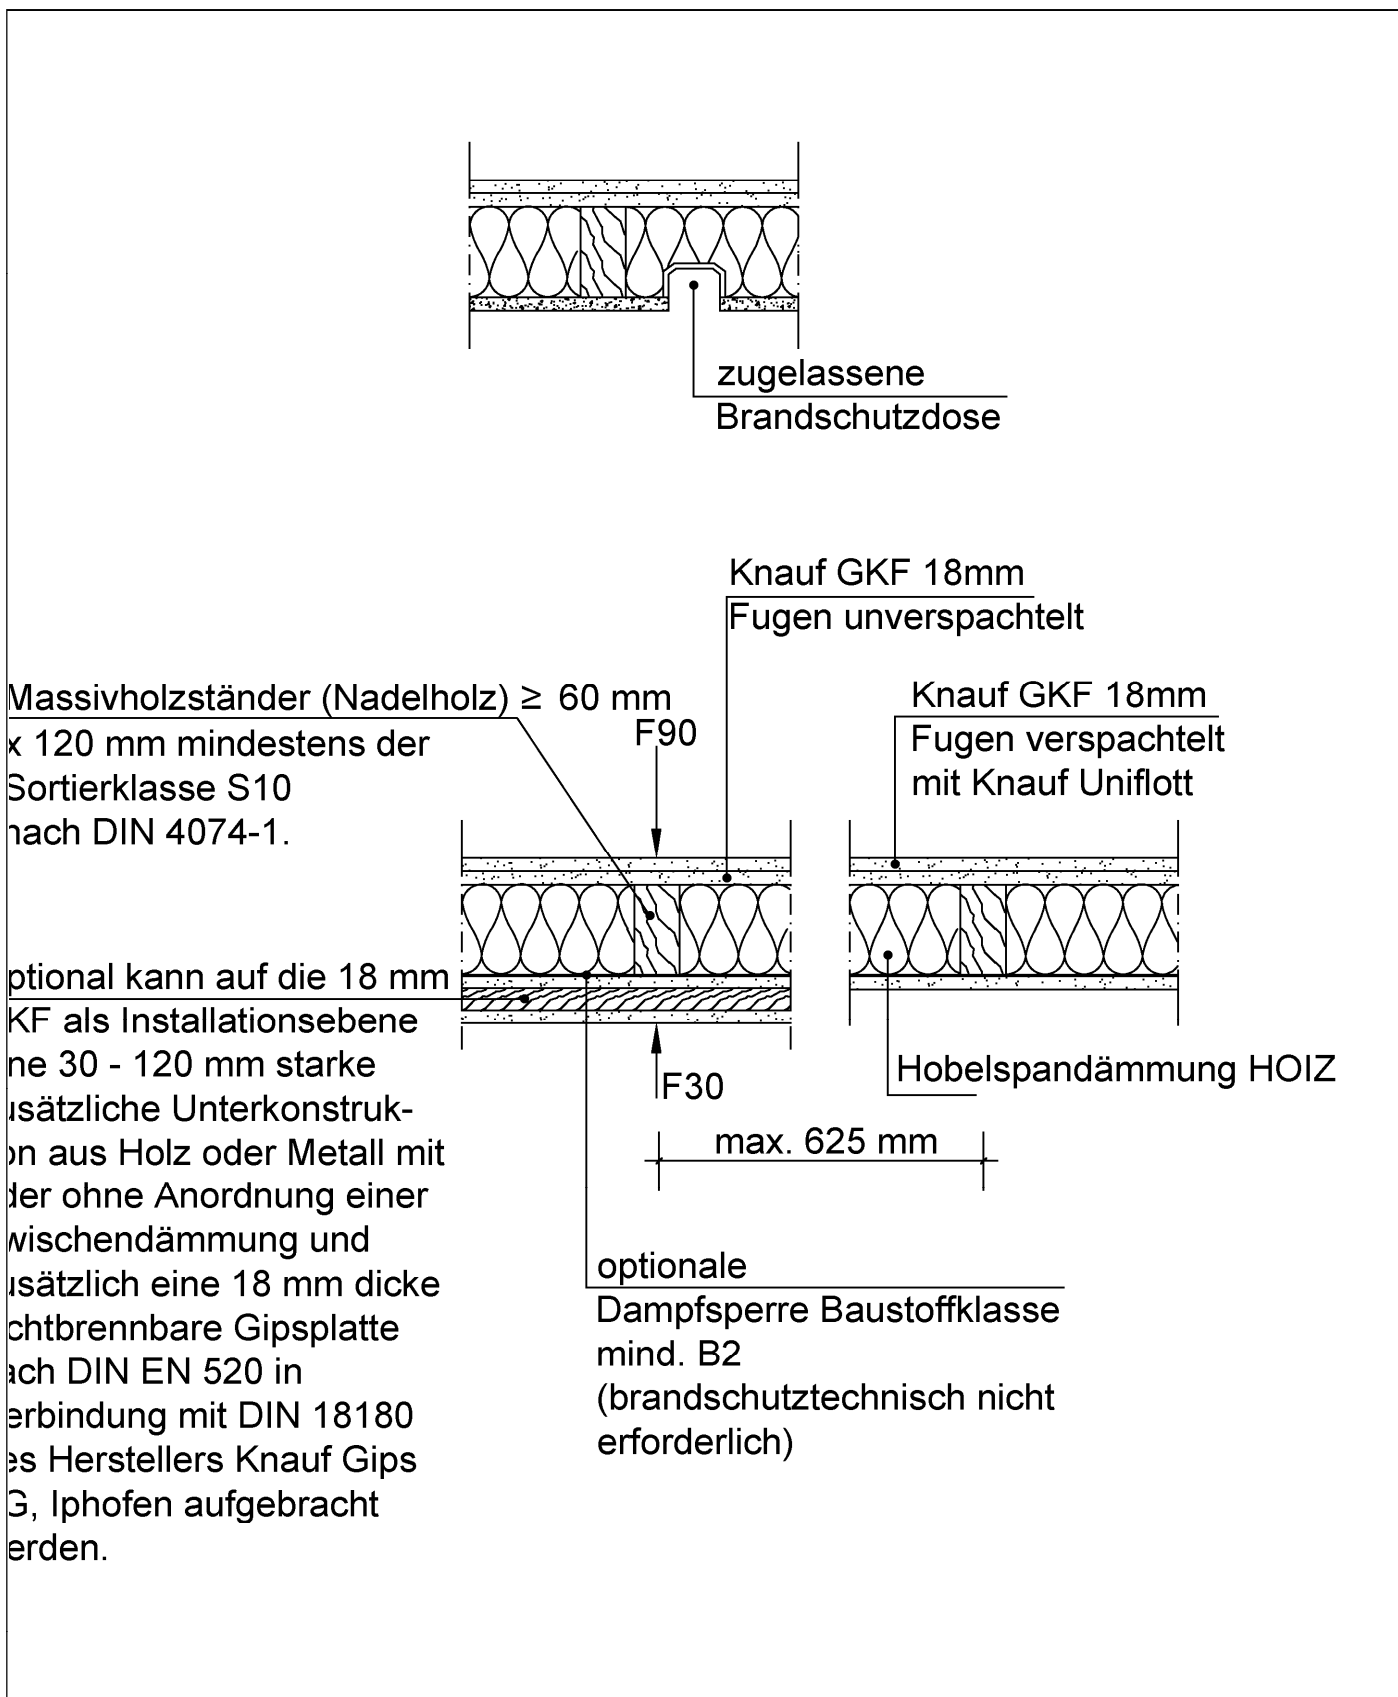 zugelassene
Brandschutzdose
Knauf GKF 18mm
Fugen unverspachtelt
Massivholzständer (Nadelholz) ≥ 60 mm
x 120 mm mindestens der
Sortierklasse S10
nach DIN 4074-1.
F90
Knauf GKF 18mm
Fugen verspachtelt
mit Knauf Uniflott
ptional kann auf die 18 mm
KF als Installationsebene
ne 30 - 120 mm starke
usätzliche Unterkonstruk-
on aus Holz oder Metall mit
der ohne Anordnung einer
wischendämmung und
usätzlich eine 18 mm dicke
chtbrennbare Gipsplatte
ach DIN EN 520 in
erbindung mit DIN 18180
es Herstellers Knauf Gips
G, Iphofen aufgebracht
erden.
F30
Hobelspandämmung HOIZ
max. 625 mm
optionale
Dampfsperre Baustoffklasse
mind. B2
(brandschutztechnisch nicht
erforderlich)